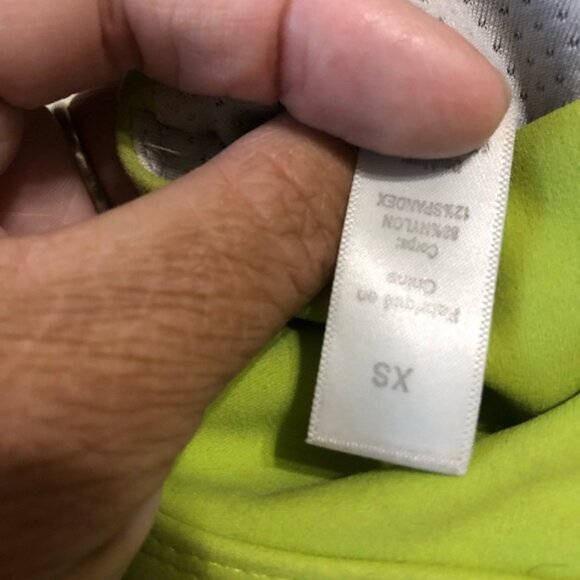 XS
Fabriqué en
Chine
Corps:
88%NYLON
12%SPANDEX